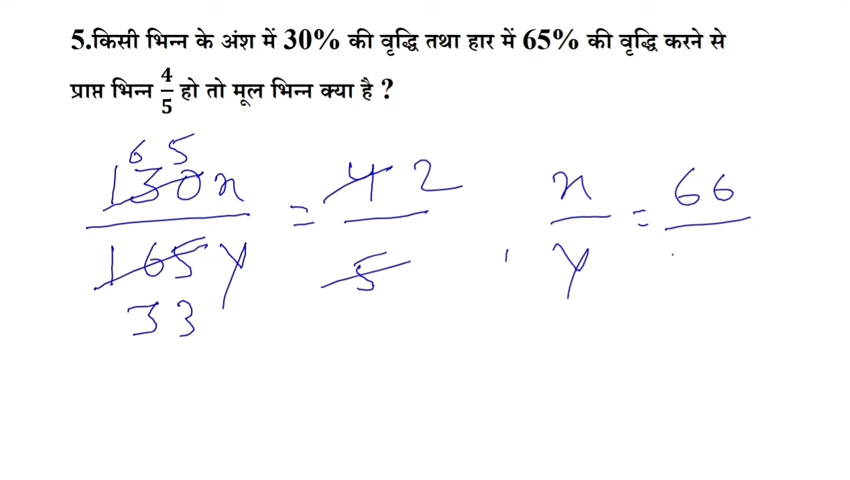 5.किसी भिन्न के अंश में 30% की वृद्धि तथा हार में 65% की वृद्धि करने से
प्राप्त भिन्न 4/5 हो तो मूल भिन्न क्या है ?
65
130x/165y = 4/5 2
33
x/y = 66